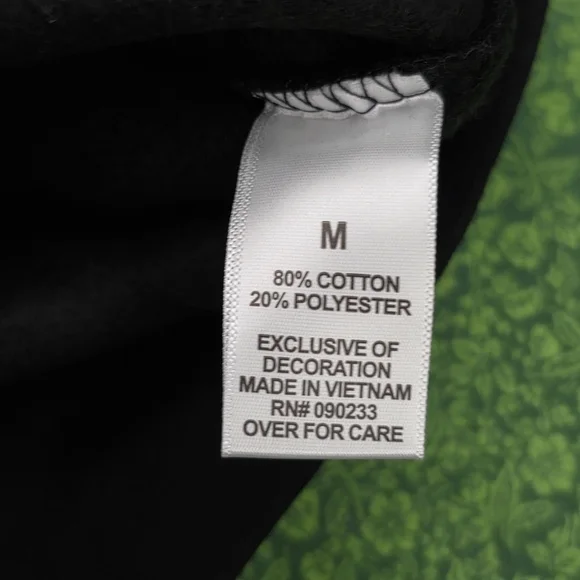 M
80% COTTON
20% POLYESTER
EXCLUSIVE OF
DECORATION
MADE IN VIETNAM
RN# 090233
OVER FOR CARE